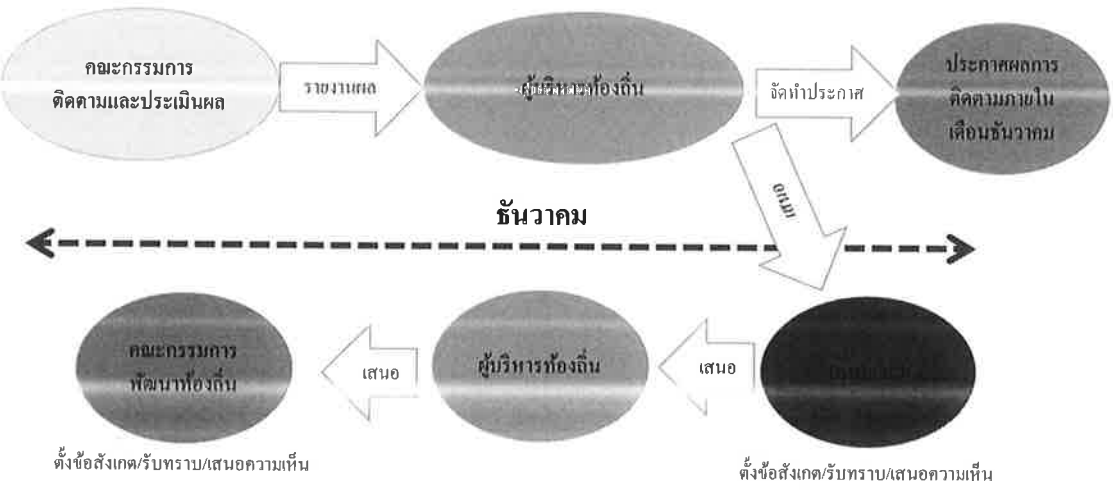 คณะกรรมการ
ติดตามและประเมินผล
รายงานผล
ผู้บริหารท้องถิ่น
จัดทำประกาศ
ประกาศผลการ
ติดตามภายใน
เดือนธันวาคม
ธันวาคม
คณะกรรมการ
พัฒนาท้องถิ่น
เสนอ
ผู้บริหารท้องถิ่น
เสนอ
ตั้งข้อสังเกต/รับทราบ/เสนอความเห็น
ตั้งข้อสังเกต/รับทราบ/เสนอความเห็น